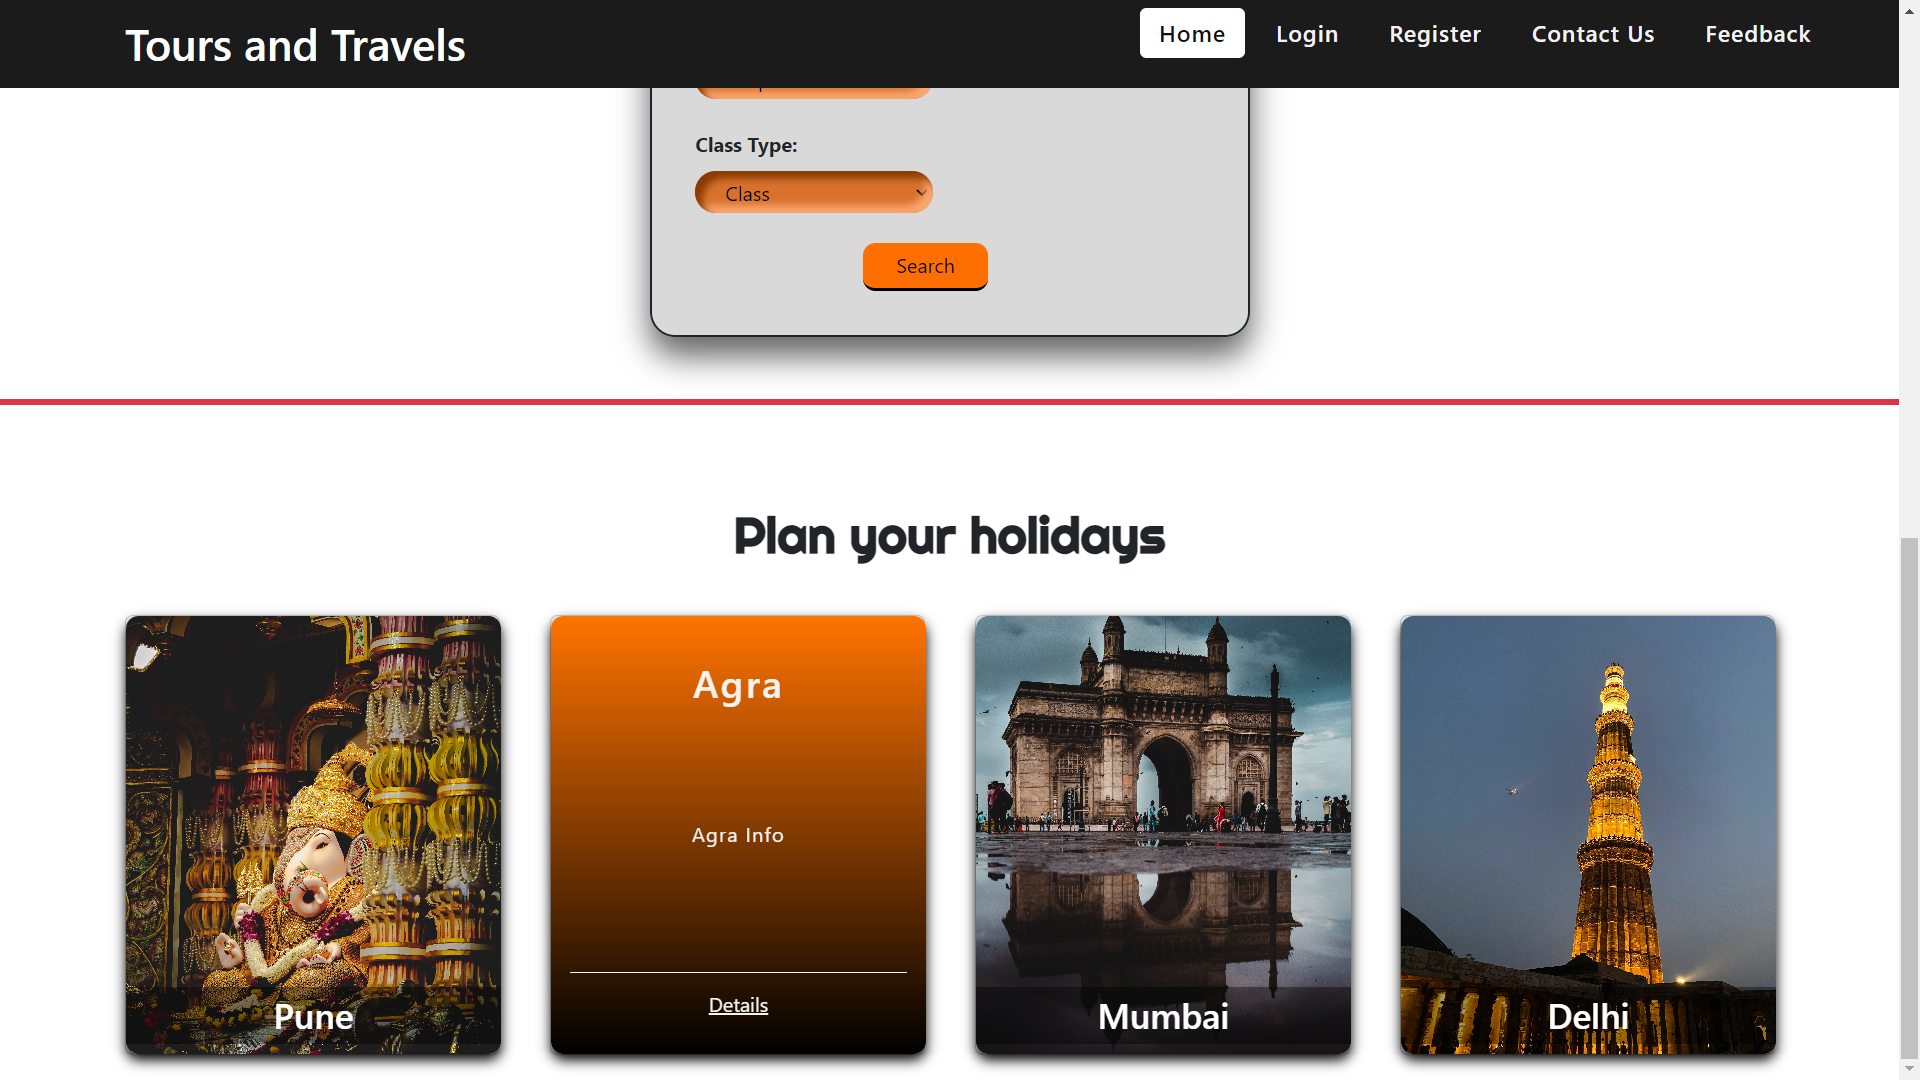 Tours and Travels
Home
Login
Register
Contact Us
Feedback
Class Type:
Class
Search
Plan your holidays
Pune
Agra
Agra Info
Details
Mumbai
Delhi